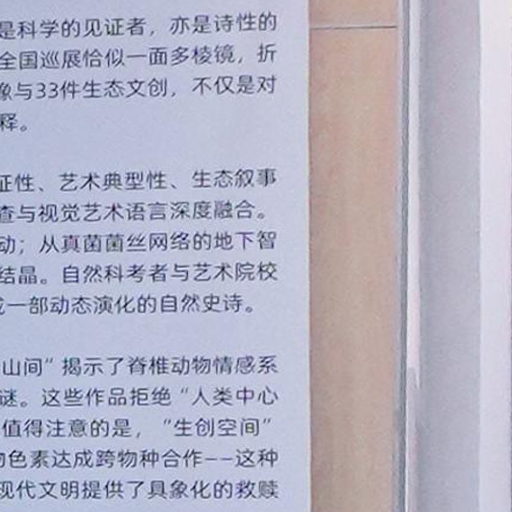 是科学的见证者，亦是诗性的
全国巡展恰似一面多棱镜，折
像与33件生态文创，不仅是对
释。
征性、艺术典型性、生态叙事
查与视觉艺术语言深度融合。
动；从真菌菌丝网络的地下智
结晶。自然科考者与艺术院校
一部动态演化的自然史诗。
山间”揭示了脊椎动物情感系
谜。这些作品拒绝“人类中心
值得注意的是，“生创空间”
物色素达成跨物种合作——这种
现代文明提供了具象化的救赎